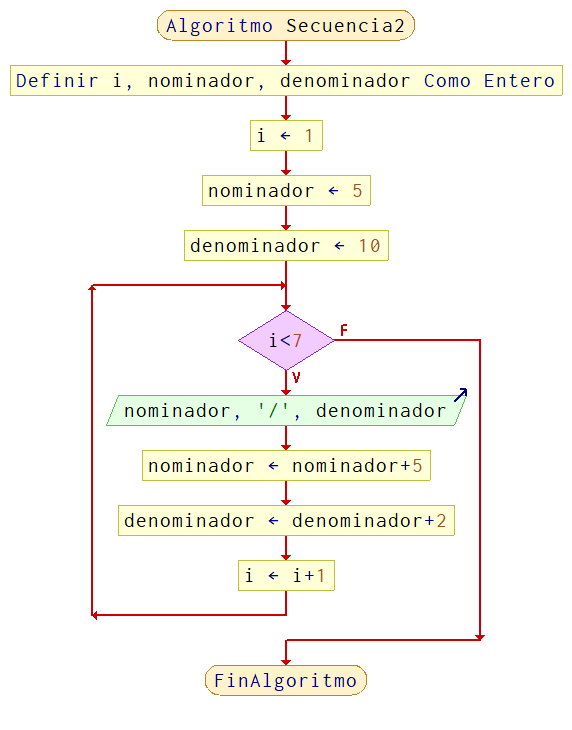 Algoritmo Secuencia2
Definir i, nominador, denominador Como Entero
i ← 1
nominador ← 5
denominador ← 10
i<7
F
V
nominador, '/', denominador
nominador ← nominador+5
denominador ← denominador+2
i ← i+1
FinAlgoritmo